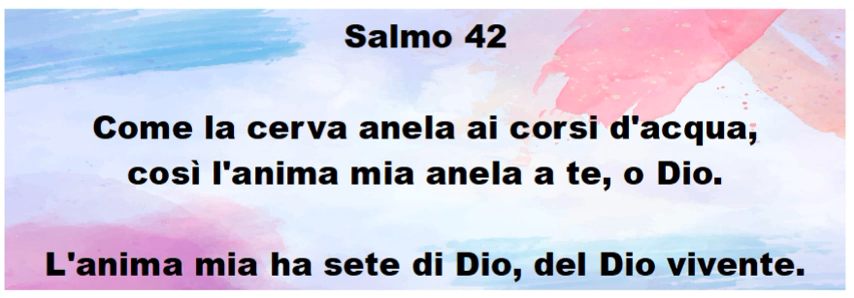 Salmo 42
Come la cerva anela ai corsi d'acqua,
così l'anima mia anela a te, o Dio.
L'anima mia ha sete di Dio, del Dio vivente.